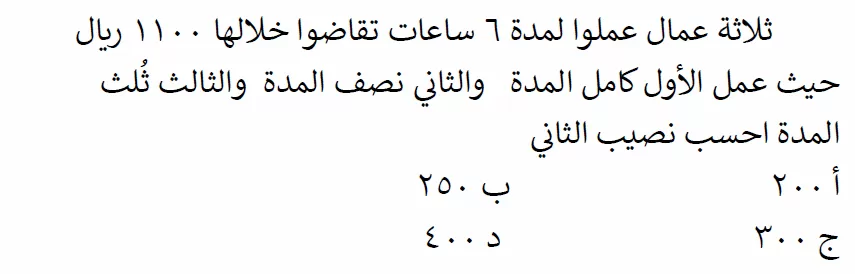 ثلاثة عمال عملوا لمدة ٦ ساعات تقاضوا خلالها ١١٠٠ ريال
حيث عمل الأول كامل المدة والثاني نصف المدة والثالث ثُلث
المدة احسب نصيب الثاني
أ ٢٠٠ ب ٢٥٠
ج ٣٠٠ د ٤٠٠